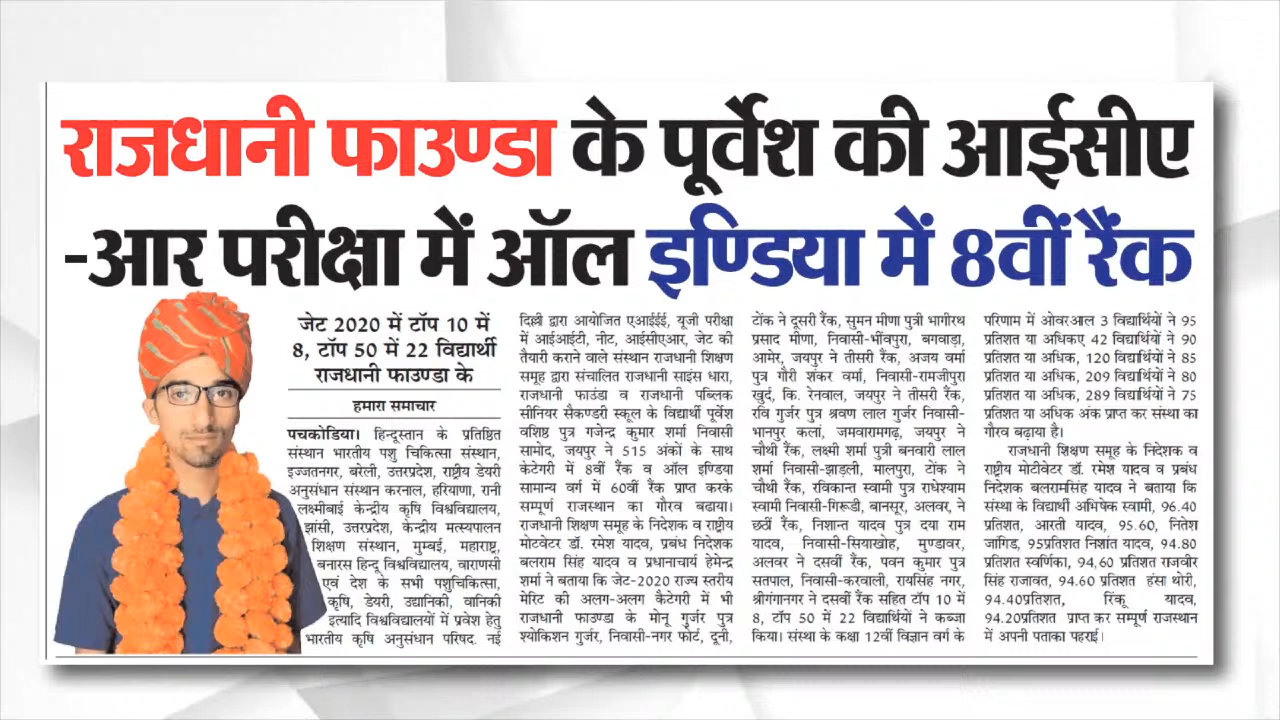 राजधानी फाउण्डा के पूर्वेश की आईसीए
-आर परीक्षा में ऑल इण्डिया में 8वीं रैंक
जेट 2020 में टॉप 10 में
8, टॉप 50 में 22 विद्यार्थी
राजधानी फाउण्डा के
हमारा समाचार
पचकोडिया। हिन्दूस्तान के प्रतिष्ठित
संस्थान भारतीय पशु चिकित्सा संस्थान,
इज्जतनगर, बरेली, उत्तरप्रदेश, राष्ट्रीय डेयरी
अनुसंधान संस्थान करनाल, हरियाणा, रानी
लक्ष्मीबाई केन्द्रीय कृषि विश्वविद्यालय,
झांसी, उत्तरप्रदेश, केन्द्रीय मत्स्यपालन
शिक्षण संस्थान, मुम्बई, महाराष्ट्र,
बनारस हिन्दू विश्वविद्यालय, वाराणसी
एवं देश के सभी पशुचिकित्सा,
कृषि, डेयरी, उद्यानिकी, वानिकी
इत्यादि विश्वविद्यालयों में प्रवेश हेतु
भारतीय कृषि अनुसंधान परिषद. नई
दिल्ली द्वारा आयोजित एआईईई, यूजी परीक्षा
में आईआईटी, नीट, आईसीएआर, जेट की
तैयारी कराने वाले संस्थान राजधानी शिक्षण
समूह द्वारा संचालित राजधानी साइंस धारा,
राजधानी फाउंडा व राजधानी पब्लिक
सीनियर सैकण्डरी स्कूल के विद्यार्थी पूर्वेश
वशिष्ठ पुत्र गजेन्द्र कुमार शर्मा निवासी
सामोद, जयपुर ने 515 अंकों के साथ
केटेगरी में 8वीं रैंक व ऑल इण्डिया
सामान्य वर्ग में 60वीं रैंक प्राप्त करके
सम्पूर्ण राजस्थान का गौरव बढाया।
राजधानी शिक्षण समूह के निदेशक व राष्ट्रीय
मोटवेटर डॉ. रमेश यादव, प्रबंध निदेशक
बलराम सिंह यादव व प्रधानाचार्य हेमेन्द्र
शर्मा ने बताया कि जेट-2020 राज्य स्तरीय
मेरिट की अलग-अलग कैटेगरी में भी
राजधानी फाउण्डा के मोनू गुर्जर पुत्र
श्योकिशन गुर्जर, निवासी-नगर फोर्ट, दूनी,
टोंक ने दूसरी रैंक, सुमन मीणा पुत्री भागीरथ
प्रसाद मीणा, निवासी-भींवपुरा, बगवाड़ा,
आमेर, जयपुर ने तीसरी रैंक, अजय वर्मा
पुत्र गौरी शंकर वर्मा, निवासी-रामजीपुरा
खुर्द, कि. रेनवाल, जयपुर ने तीसरी रैंक,
रवि गुर्जर पुत्र श्रवण लाल गुर्जर निवासी-
भानपुर कलां, जमवारामगढ़, जयपुर ने
चौथी रैंक, लक्ष्मी शर्मा पुत्री बनवारी लाल
शर्मा निवासी-झाड़ली, मालपुरा, टोंक ने
चौथी रैंक, रविकान्त स्वामी पुत्र राधेश्याम
स्वामी निवासी-गिरूडी, बानसूर, अलवर, ने
छठीं रैंक, निशान्त यादव पुत्र दया राम
यादव, निवासी-सियाखोह, मुण्डावर,
अलवर ने दसवीं रैंक, पवन कुमार पुत्र
सतपाल, निवासी-करवाली, रायसिंह नगर,
श्रीगंगानगर ने दसवीं रैंक सहित टॉप 10 में
8, टॉप 50 में 22 विद्यार्थियों ने कब्जा
किया। संस्था के कक्षा 12वीं विज्ञान वर्ग के
परिणाम में ओवरआल 3 विद्यार्थियों ने 95
प्रतिशत या अधिकए 42 विद्यार्थियों ने 90
प्रतिशत या अधिक, 120 विद्यार्थियों ने 85
प्रतिशत या अधिक, 209 विद्यार्थियों ने 80
प्रतिशत या अधिक, 289 विद्यार्थियों ने 75
प्रतिशत या अधिक अंक प्राप्त कर संस्था का
गौरव बढ़ाया है।
राजधानी शिक्षण समूह के निदेशक व
राष्ट्रीय मोटीवेटर डॉ. रमेश यादव व प्रबंध
निदेशक बलरामसिंह यादव ने बताया कि
संस्था के विद्यार्थी अभिषेक स्वामी, 96.40
प्रतिशत, आरती यादव, 95.60, नितेश
जांगिड, 95प्रतिशत निशांत यादव, 94.80
प्रतिशत स्वर्णिका, 94.60 प्रतिशत राजवीर
सिंह राजावत, 94.60 प्रतिशत हंसा थोरी,
94.40प्रतिशत, रिंकू यादव,
94.20प्रतिशत प्राप्त कर सम्पूर्ण राजस्थान
में अपनी पताका पहराई।